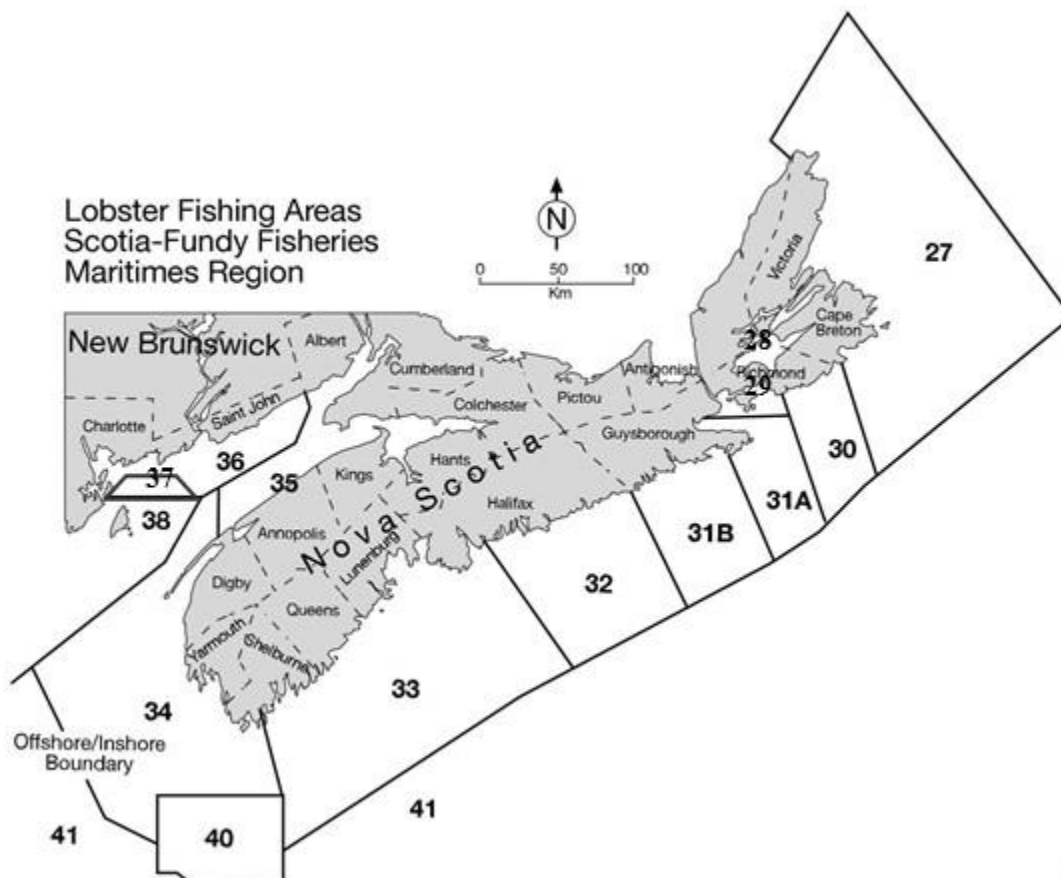 27
Lobster Fishing Areas
Scotia-Fundy Fisheries
Maritimes Region
N
0 50 100
Km
Victoria
Cape
Breton
28
New Brunswick
Albert
Cumberland
Antigonish
Richmond
29
Pictou
Colchester
Saint John
Charlotte
Guysborough
36
Hants
Kings
35
30
37
Nova Scotia
Halifax
31A
38
Annopolis
31B
Lunenburg
Digby
32
Queens
Yarmouth
Shelburne
33
34
Offshore/Inshore
Boundary
41
40
41